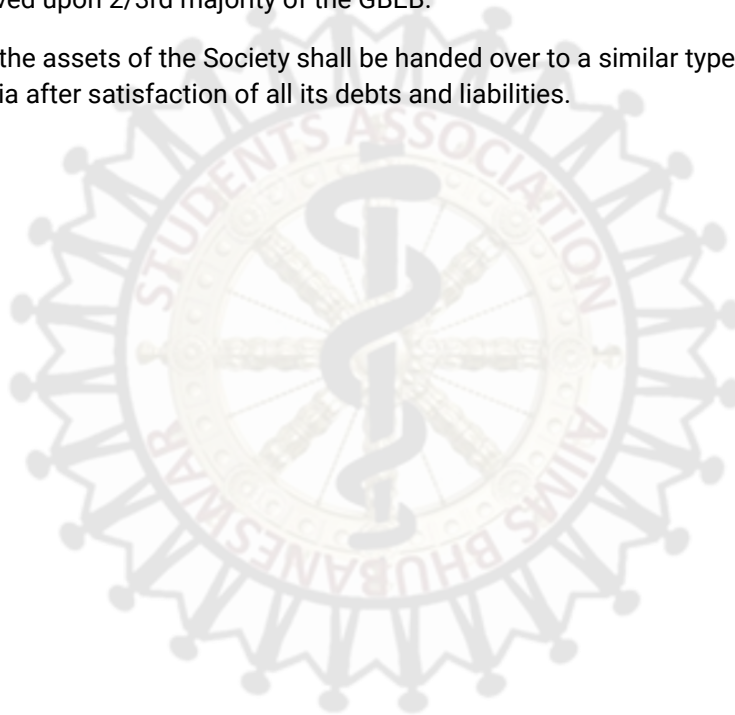 ved upon 2/3rd majority of the GBEB.
the assets of the Society shall be handed over to a similar type
ia after satisfaction of all its debts and liabilities.
STUDENTS ASSOCIATION
AIIMS BHUBANESWAR